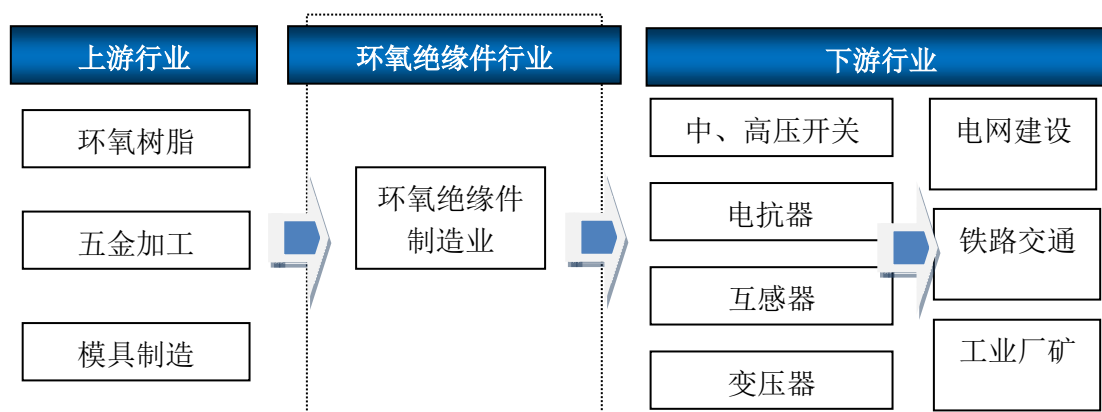 上游行业
环氧绝缘件行业
下游行业
环氧树脂
五金加工
模具制造
环氧绝缘件
制造业
中、高压开关
电抗器
互感器
变压器
电网建设
铁路交通
工业厂矿